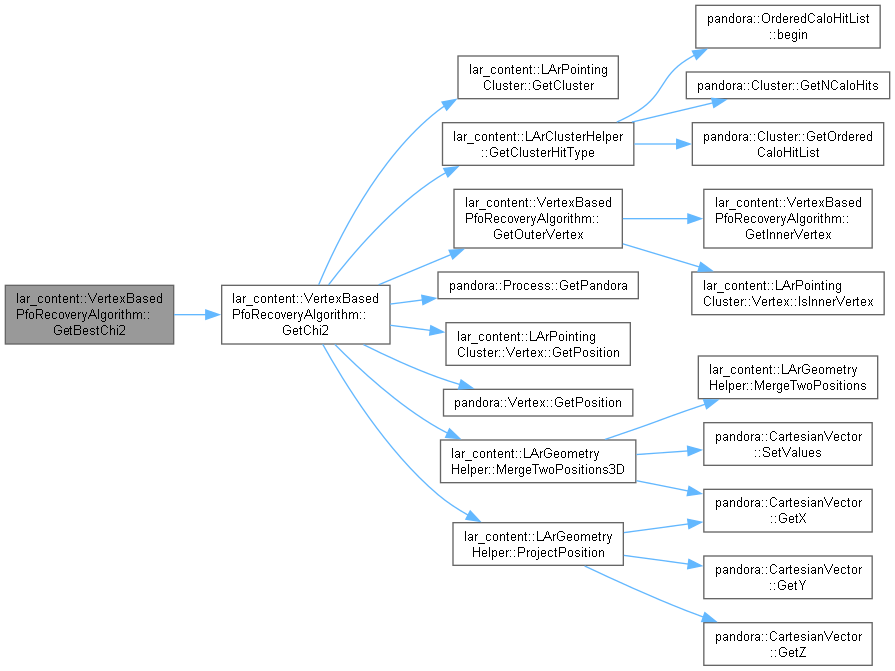 lar_content::VertexBased
PfoRecoveryAlgorithm::
GetBestChi2
lar_content::VertexBased
PfoRecoveryAlgorithm::
GetChi2
lar_content::LArPointing
Cluster::GetCluster
lar_content::LArClusterHelper
::GetClusterHitType
lar_content::VertexBased
PfoRecoveryAlgorithm::
GetOuterVertex
pandora::Process::GetPandora
lar_content::LArPointing
Cluster::Vertex::GetPosition
pandora::Vertex::GetPosition
lar_content::LArGeometry
Helper::MergeTwoPositions3D
lar_content::LArGeometry
Helper::ProjectPosition
pandora::OrderedCaloHitList
::begin
pandora::Cluster::GetNCaloHits
pandora::Cluster::GetOrdered
CaloHitList
lar_content::VertexBased
PfoRecoveryAlgorithm::
GetInnerVertex
lar_content::LArPointing
Cluster::Vertex::IsInnerVertex
lar_content::LArGeometry
Helper::MergeTwoPositions
pandora::CartesianVector
::SetValues
pandora::CartesianVector
::GetX
pandora::CartesianVector
::GetY
pandora::CartesianVector
::GetZ